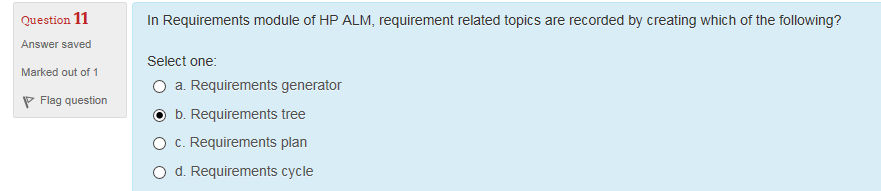 Question 11
Answer saved
Marked out of 1
Flag question
In Requirements module of HP ALM, requirement related topics are recorded by creating which of the following?
Select one:
a. Requirements generator
b. Requirements tree
c. Requirements plan
d. Requirements cycle